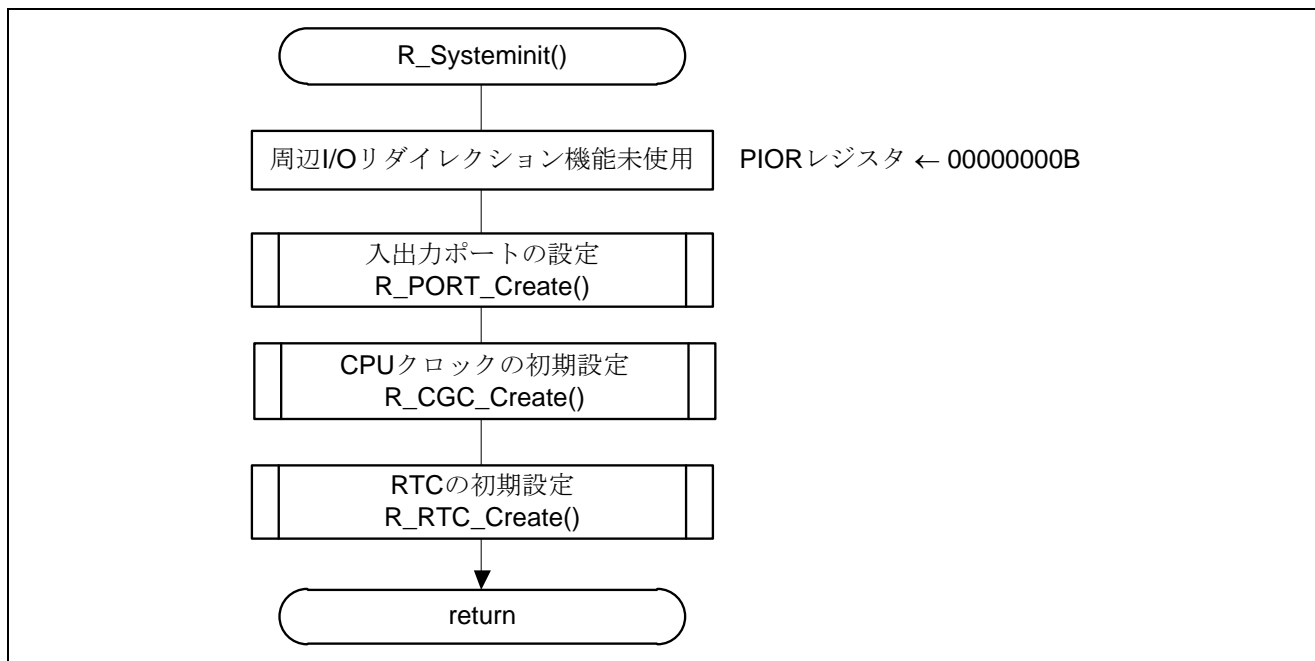 R_Systeminit()
周辺I/Oリダイレクション機能未使用
PIORレジスタ ← 00000000B
入出力ポートの設定
R_PORT_Create()
CPUクロックの初期設定
R_CGC_Create()
RTCの初期設定
R_RTC_Create()
return